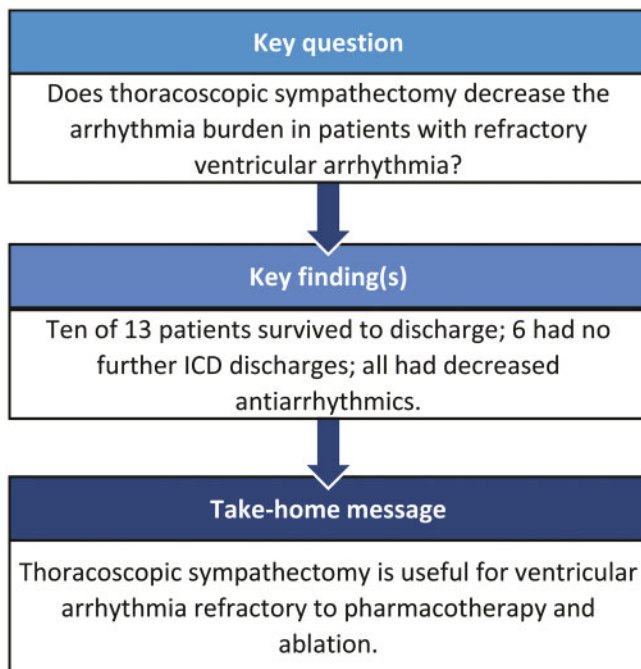 Key question
Does thoracoscopic sympathectomy decrease the
arrhythmia burden in patients with refractory
ventricular arrhythmia?
Key finding(s)
Ten of 13 patients survived to discharge; 6 had no
further ICD discharges; all had decreased
antiarrhythmics.
Take-home message
Thoracoscopic sympathectomy is useful for ventricular
arrhythmia refractory to pharmacotherapy and
ablation.